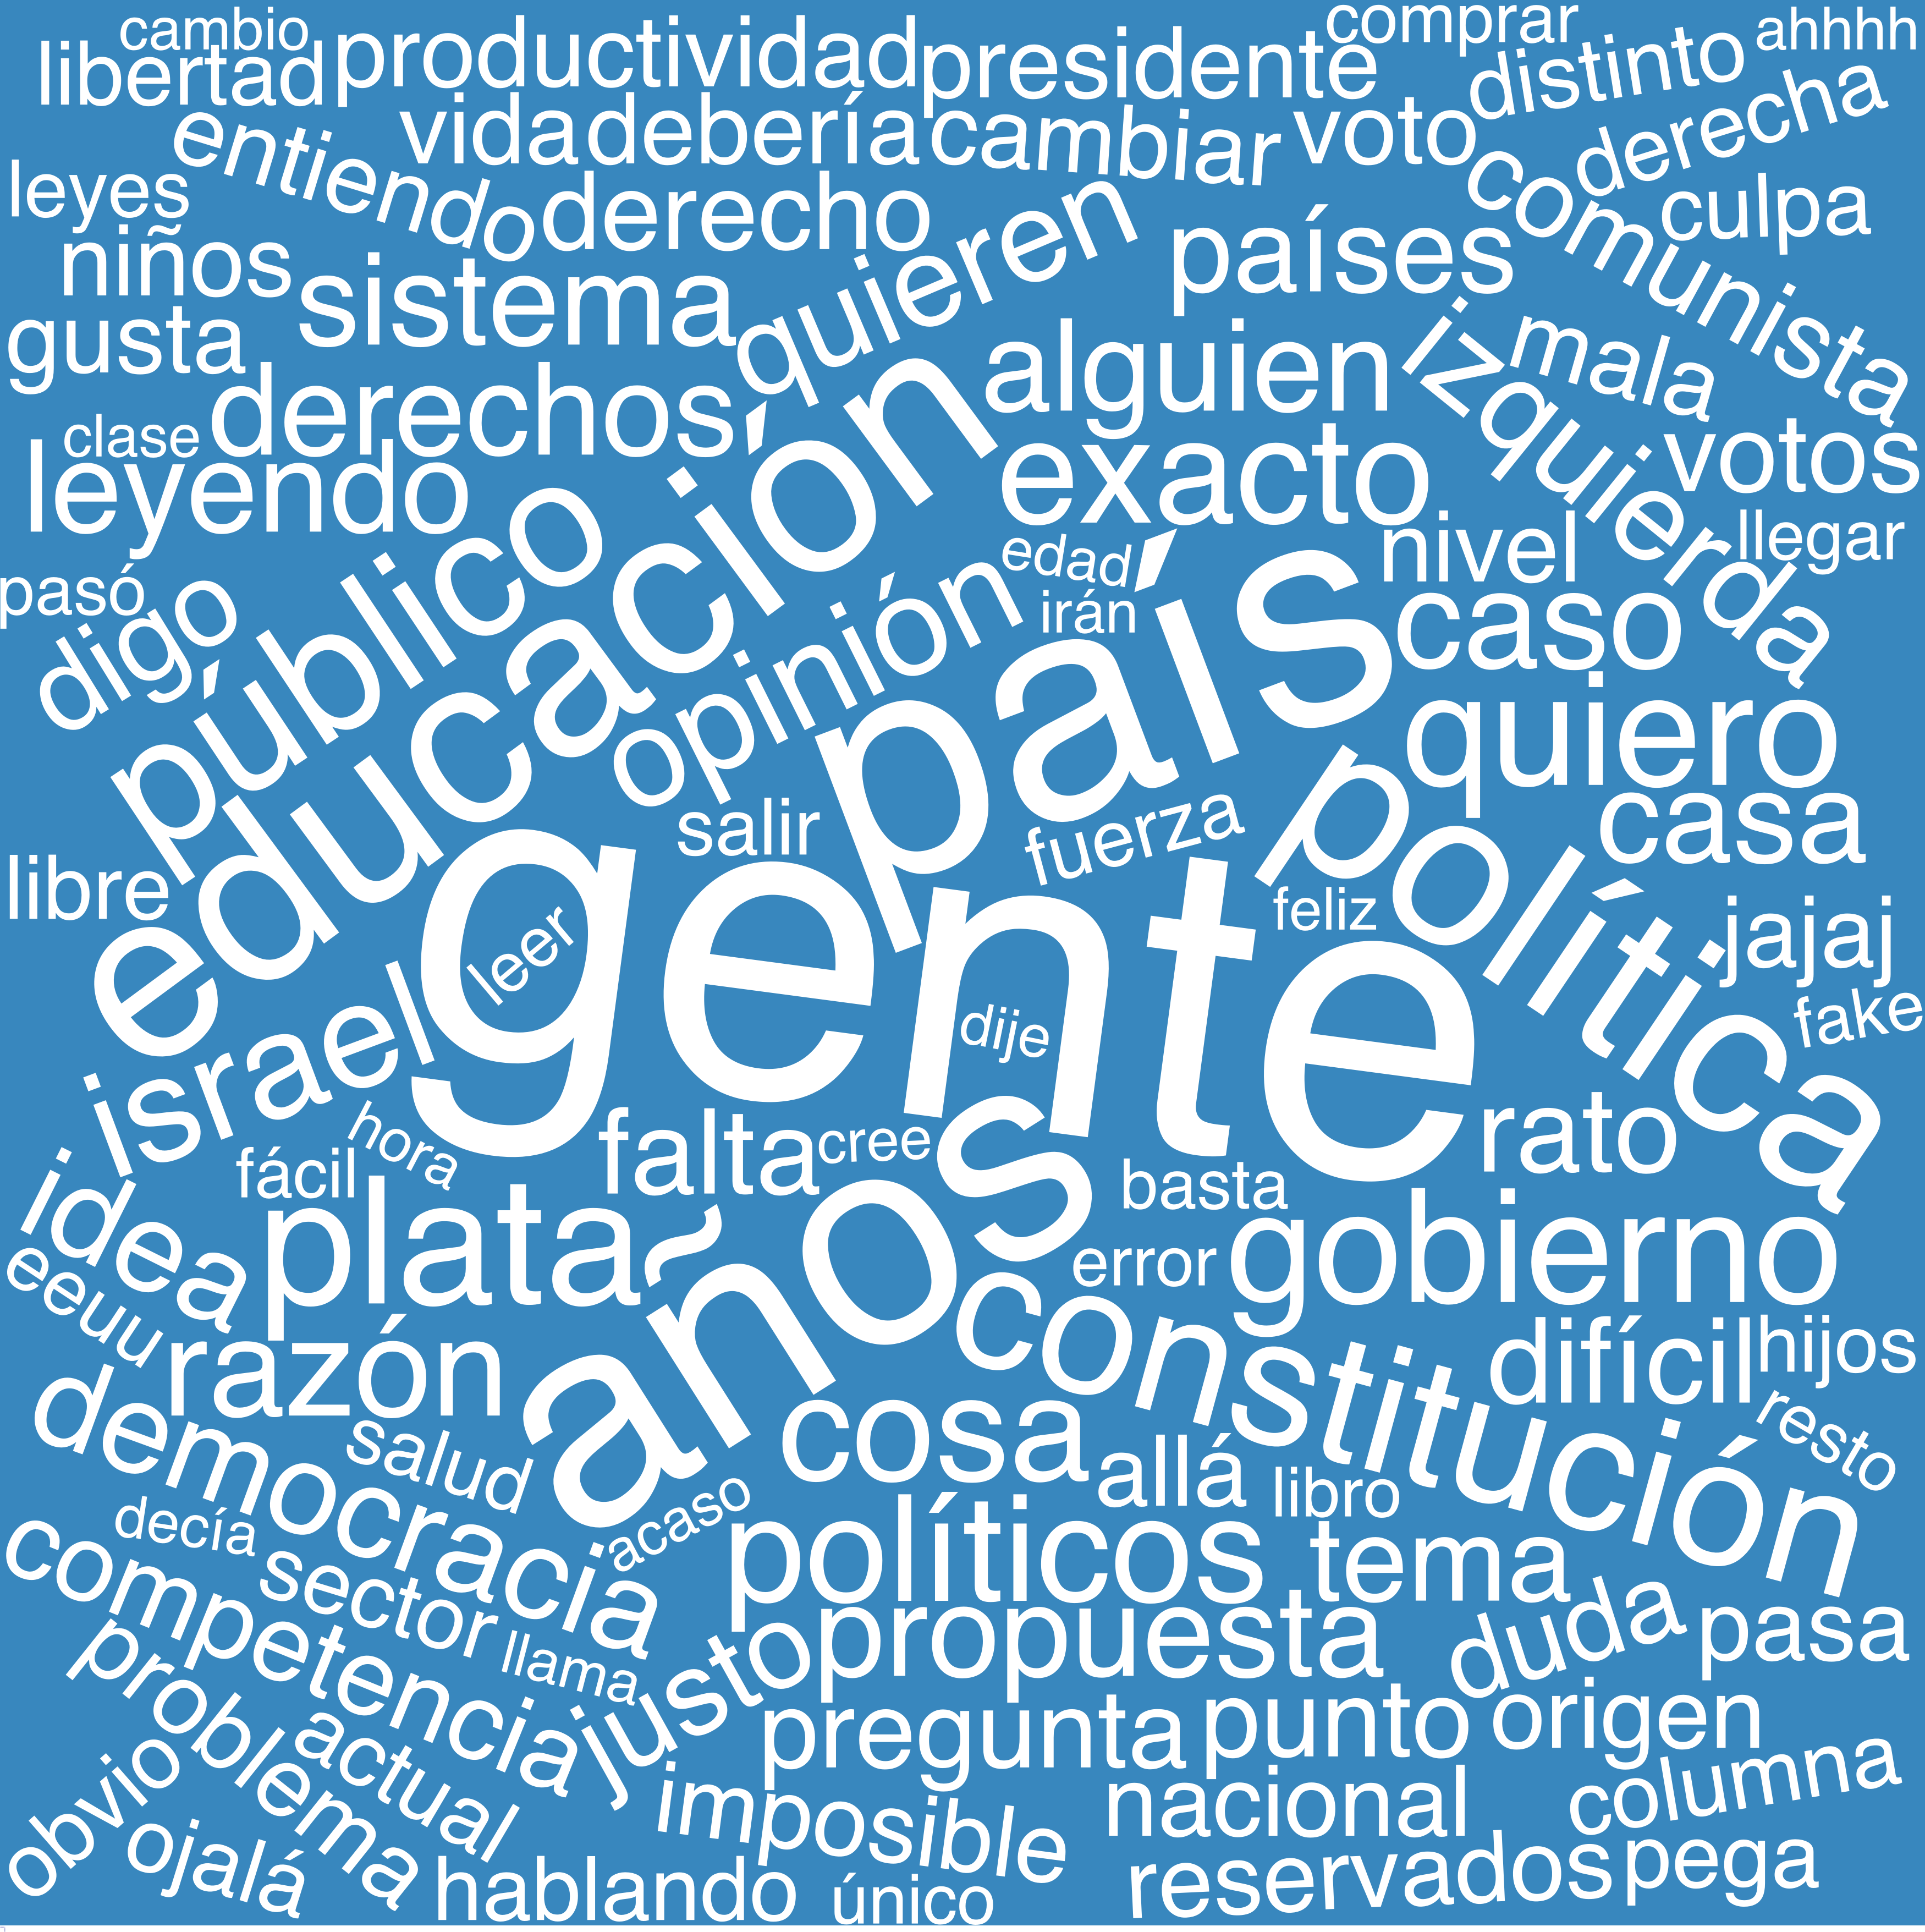 cambio
comprar
ahhhh
libertad
productividad
presidente
distinto
entiendo
vida
debería
cambiar
voto
derecha
leyes
derecho
quieren
países
comunista
culpa
niños
sistema
gusta
alguien
izquierda
mala
derechos
clase
leyendo
exacto
votos
público
educación
opinión
edad
irán
país
nivel
llegar
pasó
digo
caso
quiero
salir
fuerza
política
casa
libre
gente
leer
feliz
jajaj
fake
israel
dije
hora
fácil
falta
cree
años
basta
rato
idea
eeuu
plata
error
gobierno
razón
constitución
difícil
hijos
democracia
salud
cosa
allá
libro
resto
decía
acaso
competencia
sector
políticos
tema
llama
propuesta
duda
pasa
problema
justo
pregunta
punto
origen
obvio
actual
imposible
nacional
columna
ojalá
hablando
único
reservados
pega